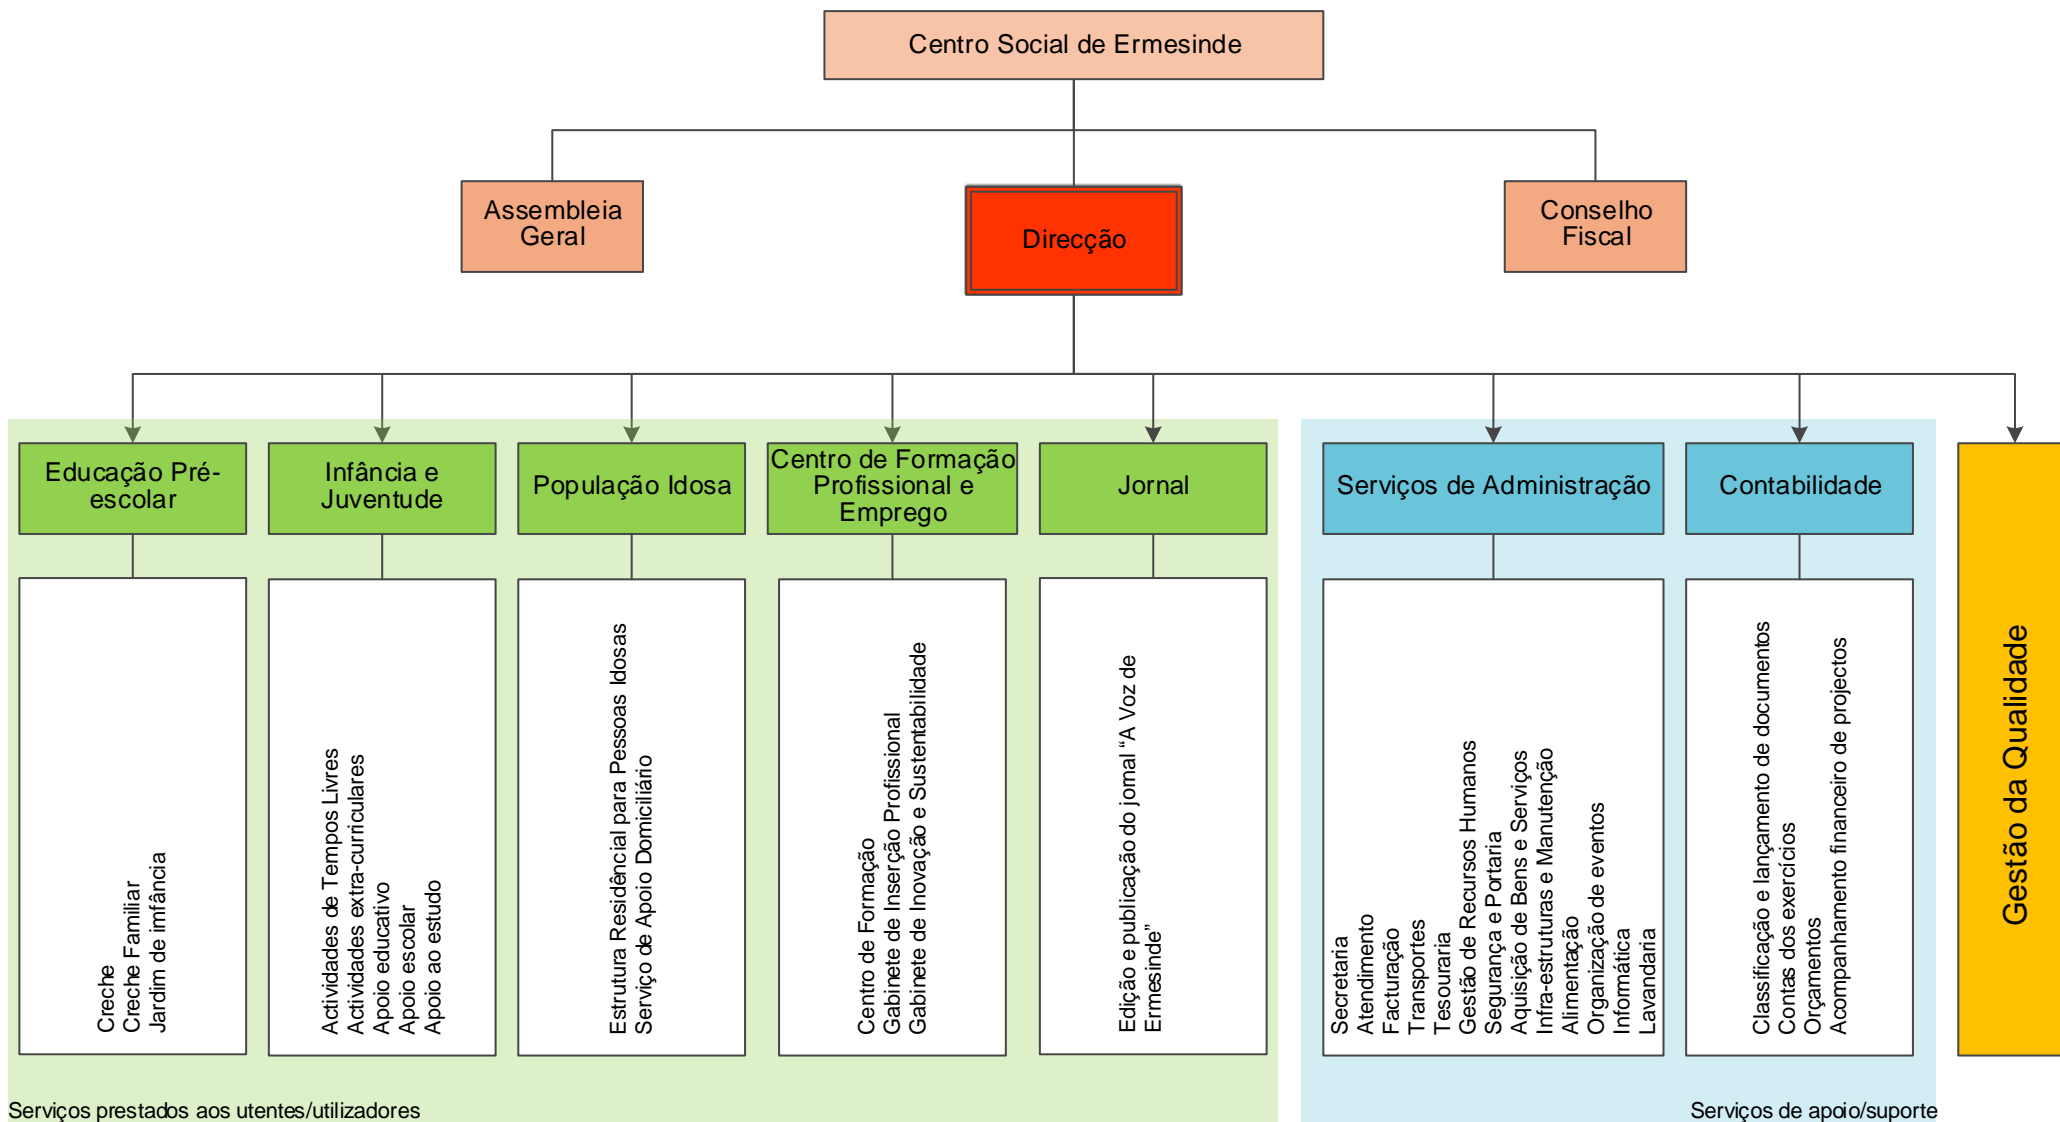 Centro Social de Ermesinde
Assembleia
Geral
Direcção
Conselho
Fiscal
Educação Pré-
escolar
Infância e
Juventude
População Idosa
Centro de Formação
Profissional e
Emprego
Jornal
Serviços de Administração
Contabilidade
Gestão da Qualidade
Creche
Creche Familiar
Jardim de imfância
Actividades de Tempos Livres
Actividades extra-curriculares
Apoio educativo
Apoio escolar
Apoio ao estudo
Estrutura Residêncial para Pessoas Idosas
Serviço de Apoio Domiciliário
Centro de Formação
Gabinete de Inserção Profissional
Gabinete de Inovação e Sustentabilidade
Edição e publicação do jornal “A Voz de
Ermesinde”
Secretaria
Atendimento
Facturação
Transportes
Tesouraria
Gestão de Recursos Humanos
Segurança e Portaria
Aquisição de Bens e Serviços
Infra-estruturas e Manutenção
Alimentação
Organização de eventos
Informática
Lavandaria
Classificação e lançamento de documentos
Contas dos exercícios
Orçamentos
Acompanhamento financeiro de projectos
Serviços prestados aos utentes/utilizadores
Serviços de apoio/suporte